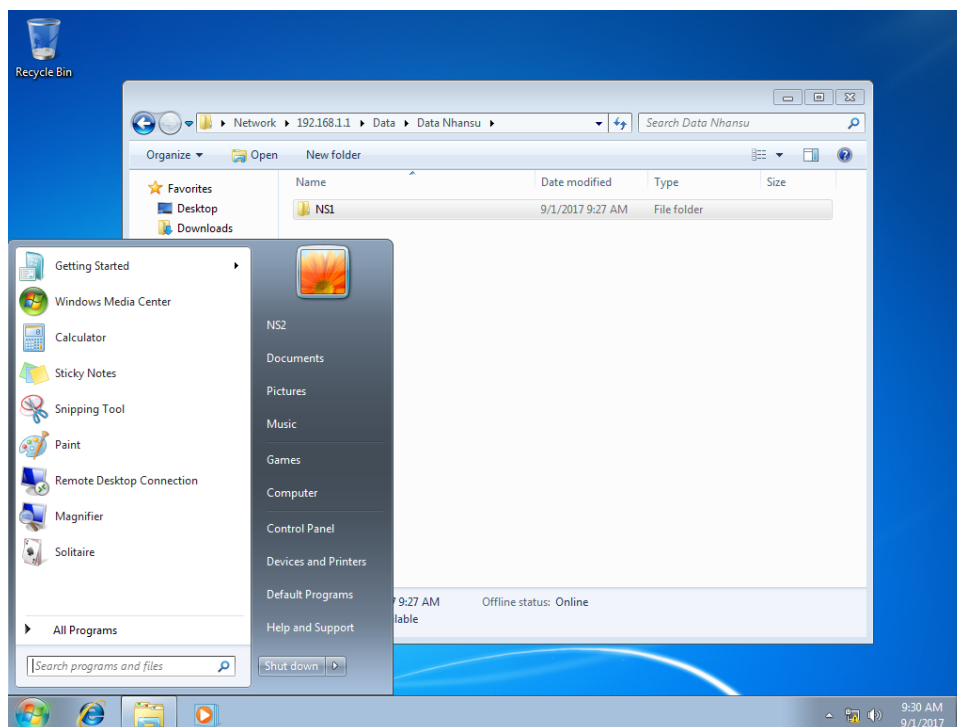 Recycle Bin
Network ▸ 192.168.1.1 ▸ Data ▸ Data Nhansu ▸
Search Data Nhansu
Organize Open New folder
Name Date modified Type Size
NS1 9/1/2017 9:27 AM File folder
Favorites
Desktop
Downloads
Getting Started
Windows Media Center
Calculator
Sticky Notes
Snipping Tool
Paint
Remote Desktop Connection
Magnifier
Solitaire
All Programs
Search programs and files
NS2
Documents
Pictures
Music
Games
Computer
Control Panel
Devices and Printers
Default Programs
Help and Support
Shut down
9:27 AM Offline status: Online
lable
9:30 AM
9/1/2017